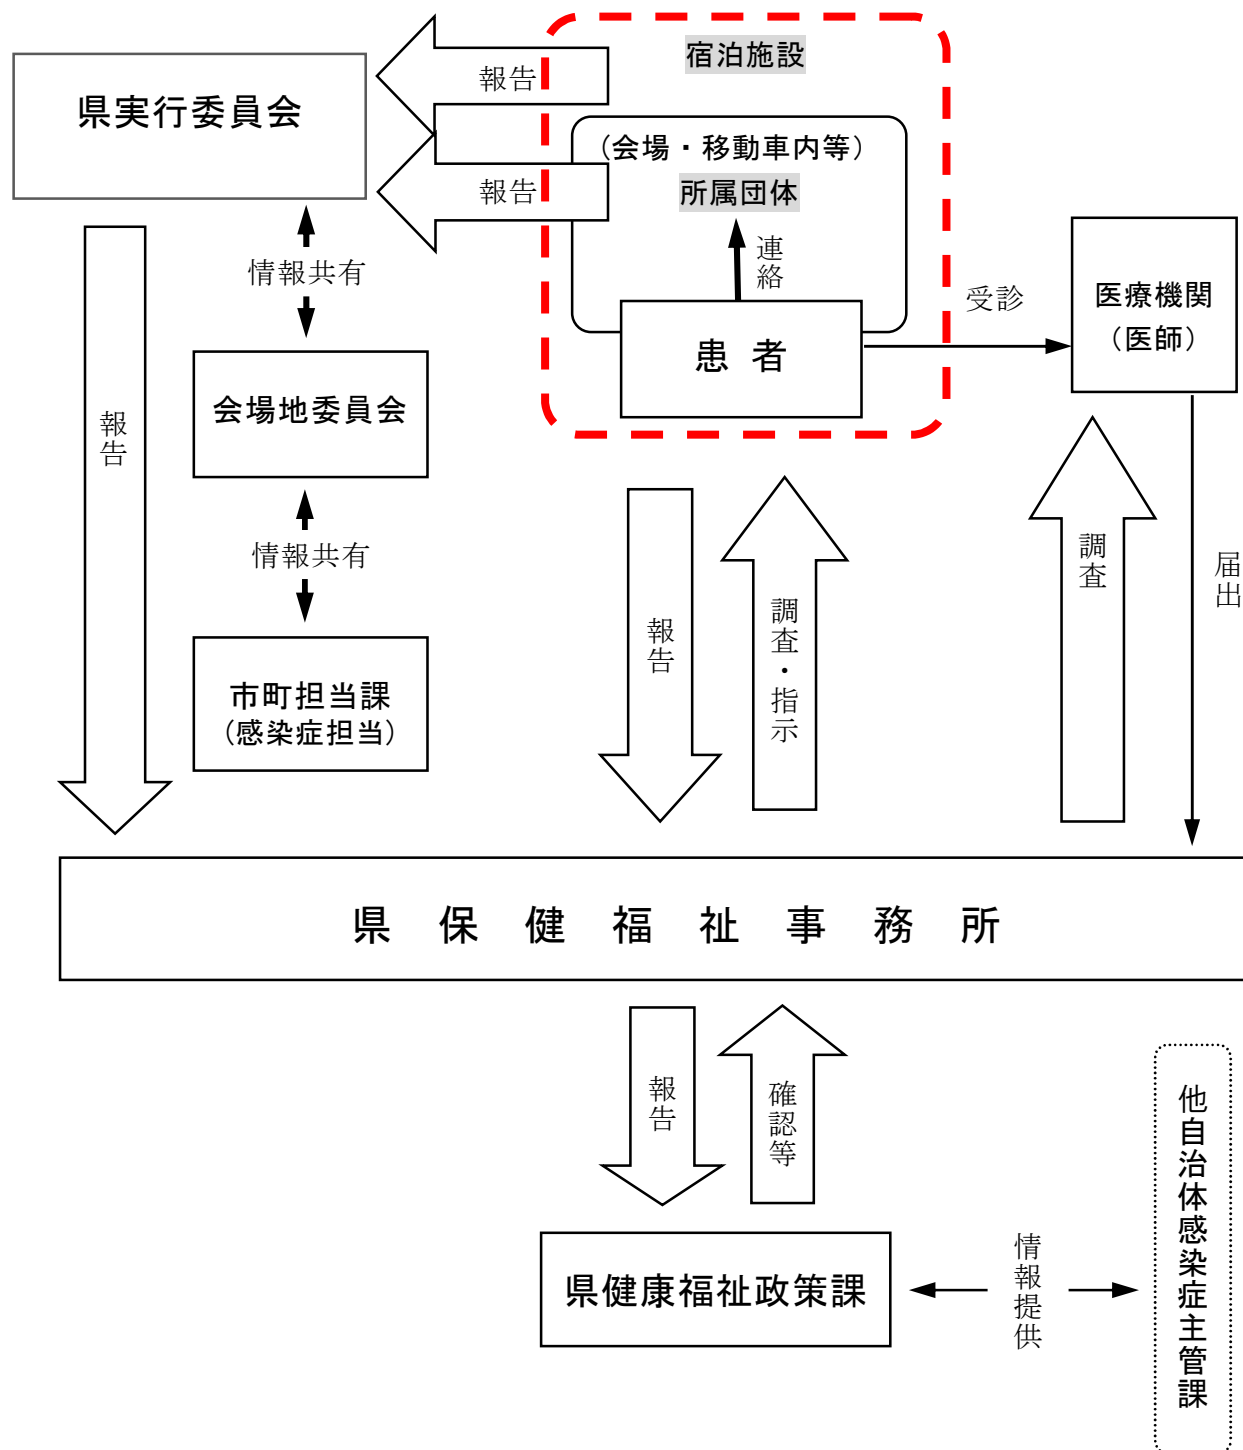 宿泊施設
報告
県実行委員会
(会場・移動車内等)
報告
所属団体
連絡
情報共有
受診
医療機関
(医師)
患者
会場地委員会
報告
情報共有
調査
届出
報告
調査・指示
市町担当課
(感染症担当)
県保健福祉事務所
報告
確認等
他自治体感染症主管課
県健康福祉政策課
情報提供